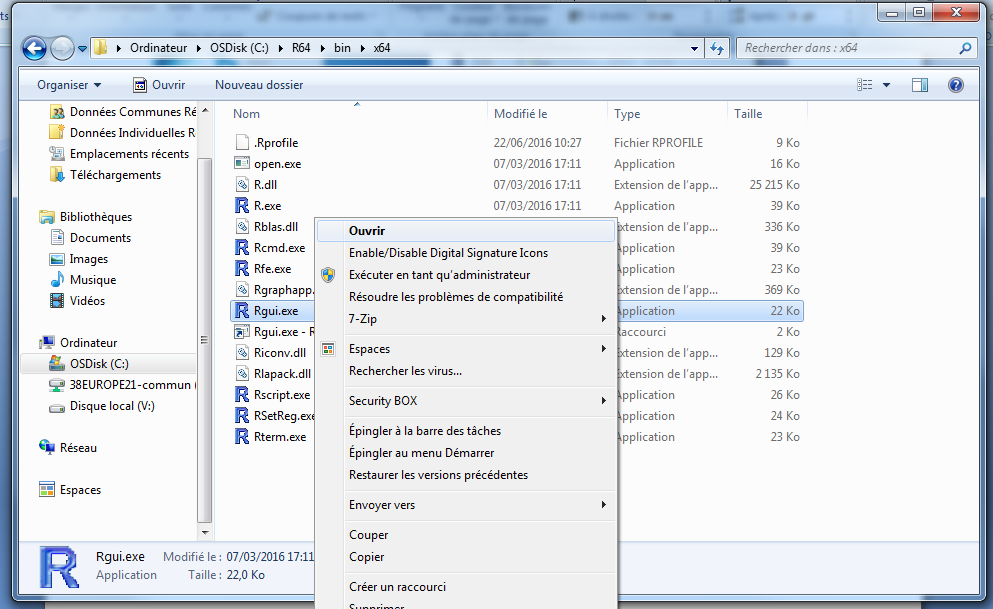 Ordinateur OSDisk (C:) R64 bin x64
Rechercher dans : x64
Organiser Ouvrir Nouveau dossier
Données Communes Ré
Données Individuelles R
Emplacements récents
Téléchargements
Bibliothèques
Documents
Images
Musique
Vidéos
Ordinateur
OSDisk (C:)
38EUROPE21-commun (
Disque local (V:)
Réseau
Espaces
Nom Modifié le Type Taille
.Rprofile 22/06/2016 10:27 Fichier RPROFILE 9 Ko
open.exe 07/03/2016 17:11 Application 16 Ko
R.dll 07/03/2016 17:11 Extension de l'app... 25 215 Ko
R.exe 07/03/2016 17:11 Application 39 Ko
Rblas.dll Extension de l'app... 336 Ko
Rcmd.exe Application 39 Ko
Rfe.exe Application 23 Ko
Rgraphapp. Extension de l'app... 369 Ko
Rgui.exe Application 22 Ko
Rgui.exe - R Raccourci 2 Ko
Riconv.dll Extension de l'app... 129 Ko
Rlapack.dll Extension de l'app... 2 135 Ko
Rscript.exe Application 26 Ko
RSetReg.exe Application 24 Ko
Rterm.exe Application 23 Ko
Ouvrir
Enable/Disable Digital Signature Icons
Exécuter en tant qu'administrateur
Résoudre les problèmes de compatibilité
7-Zip
Espaces
Rechercher les virus...
Security BOX
Épingler à la barre des tâches
Épingler au menu Démarrer
Restaurer les versions précédentes
Envoyer vers
Couper
Copier
Créer un raccourci
Supprimer
Rgui.exe Modifié le : 07/03/2016 17:11
Application Taille : 22,0 Ko